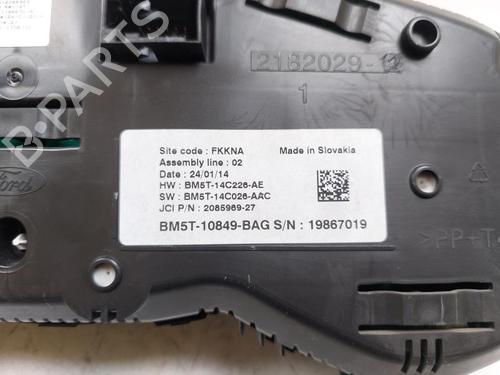 2182029-
1
Site code : FKKNA Made in Slovakia
Assembly line : 02
Date : 24/01/14
HW : BM5T-14C226-AE
SW : BM5T-14C026-AAC
JCI P/N : 2085969-27
BM5T-10849-BAG S/N : 19867019
Ford
>PP+T
B-PARTS